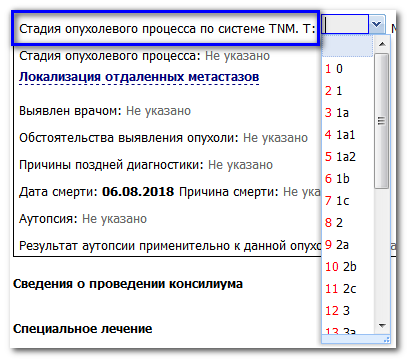 Стадия опухолевого процесса по системе TNM. T:
Стадия опухолевого процесса: Не указано
Локализация отдаленных метастазов
Выявлен врачом: Не указано
Обстоятельства выявления опухоли: Не указано
Причины поздней диагностики: Не указано
Дата смерти: 06.08.2018 Причина смерти: Не указа
Аутопсия: Не указано
Результат аутопсии применительно к данной опухо
Сведения о проведении консилиума
Специальное лечение
1 0
2 1
3 1a
4 1a1
5 1a2
6 1b
7 1c
8 2
9 2a
10 2b
11 2c
12 3
13 3a